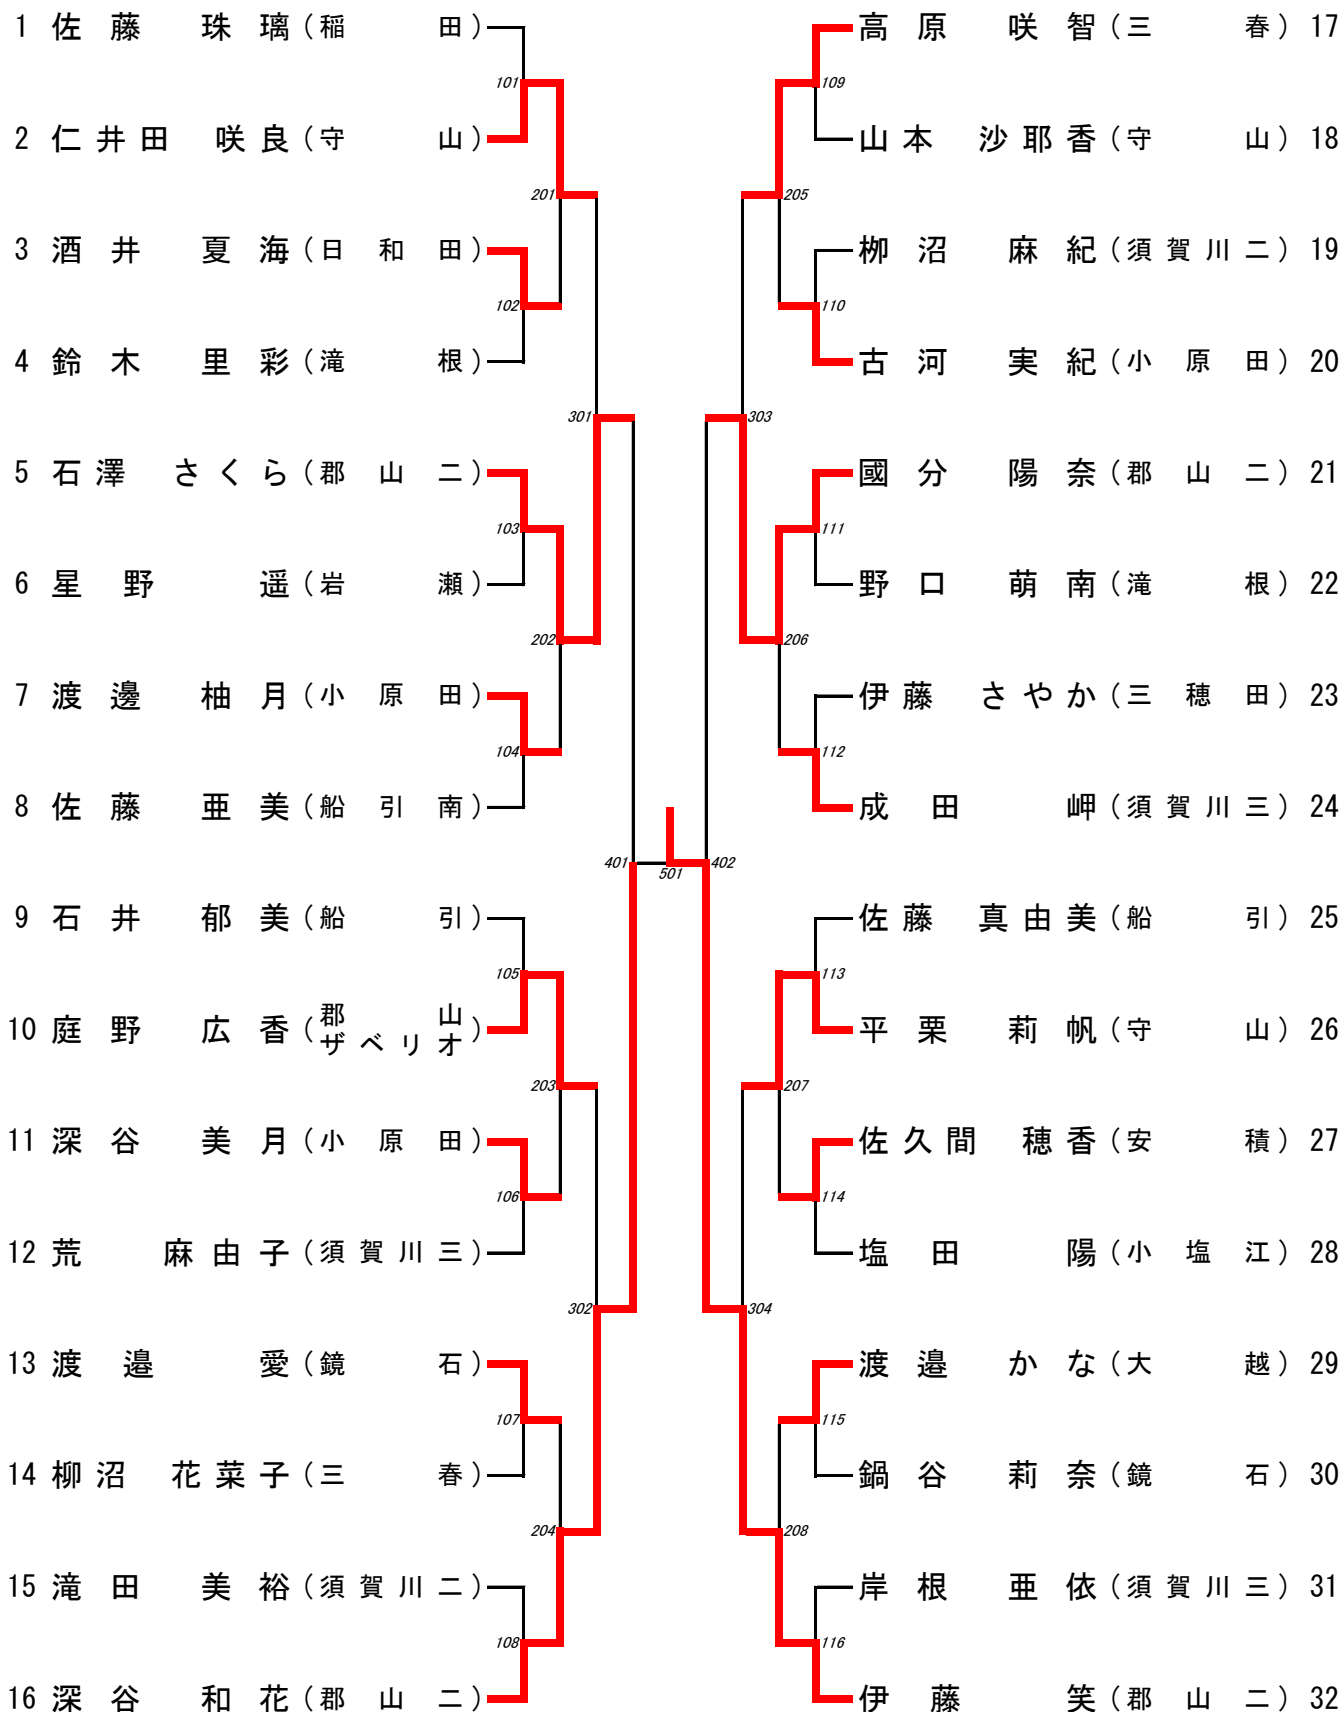 1 佐藤 珠璃(稲田)
101
2 仁井田 咲良(守山)
201
3 酒井 夏海(日和田)
102
4 鈴木 里彩(滝根)
301
5 石澤 さくら(郡山二)
103
6 星野 遥(岩瀬)
202
7 渡邊 柚月(小原田)
104
8 佐藤 亜美(船引南)
401
9 石井 郁美(船引)
105
10 庭野 広香(郡山ザベリオ)
203
11 深谷 美月(小原田)
106
12 荒 麻由子(須賀川三)
302
13 渡邉 愛(鏡石)
107
14 柳沼 花菜子(三春)
204
15 滝田 美裕(須賀川二)
108
16 深谷 和花(郡山二)
501
高原 咲智(三春) 17
109
山本 沙耶香(守山) 18
205
栁沼 麻紀(須賀川二) 19
110
古河 実紀(小原田) 20
303
國分 陽奈(郡山二) 21
111
野口 萌南(滝根) 22
206
伊藤 さやか(三穂田) 23
112
成田 岬(須賀川三) 24
402
佐藤 真由美(船引) 25
113
平栗 莉帆(守山) 26
207
佐久間 穂香(安積) 27
114
塩田 陽(小塩江) 28
304
渡邉 かな(大越) 29
115
鍋谷 莉奈(鏡石) 30
208
岸根 亜依(須賀川三) 31
116
伊藤 笑(郡山二) 32